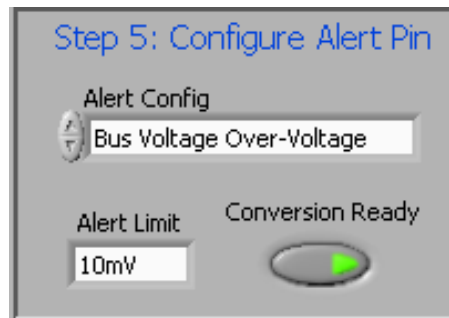 Step 5: Configure Alert Pin
Alert Config
Bus Voltage Over-Voltage
Alert Limit
Conversion Ready
10mV